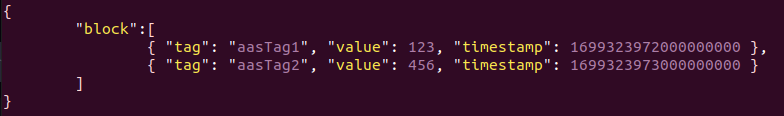 {
"block":[
{ "tag": "aasTag1", "value": 123, "timestamp": 1699323972000000000 },
{ "tag": "aasTag2", "value": 456, "timestamp": 1699323973000000000 }
]
}